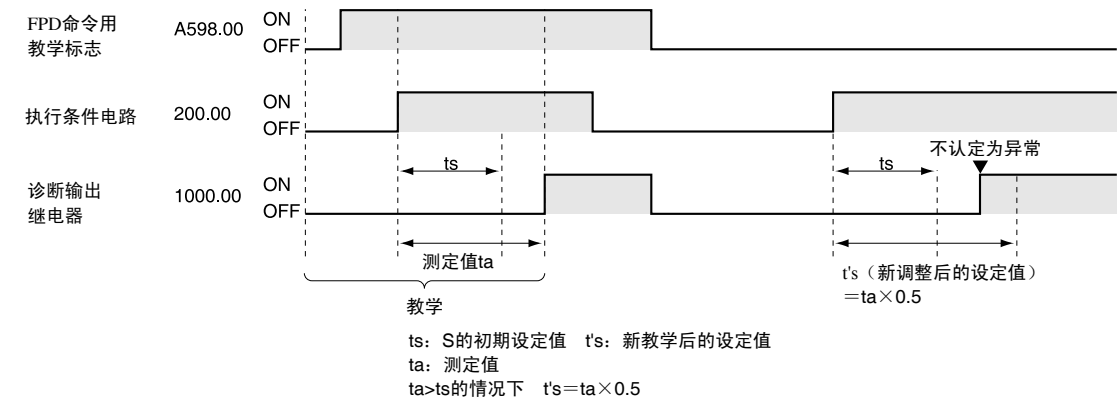 FPD命令用
教学标志
A598.00
ON
OFF
执行条件电路
200.00
ON
OFF
诊断输出
继电器
1000.00
ON
OFF
ts
ts
不认定为异常
测定值ta
教学
t's（新调整后的设定值）
＝ta×0.5
ts：S的初期设定值　t's：新教学后的设定值
ta：测定值
ta>ts的情况下　t's＝ta×0.5